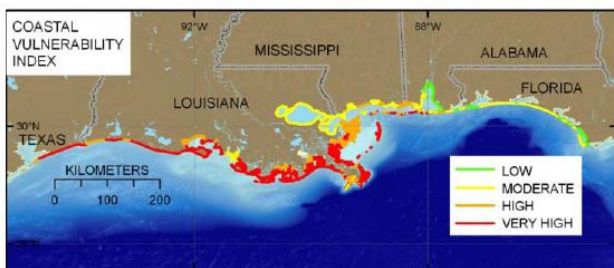 COASTAL
VULNERABILITY
INDEX
92°W
88°W
MISSISSIPPI
ALABAMA
LOUISIANA
FLORIDA
30°N
30°N
TEXAS
KILOMETERS
0 100 200
LOW
MODERATE
HIGH
VERY HIGH